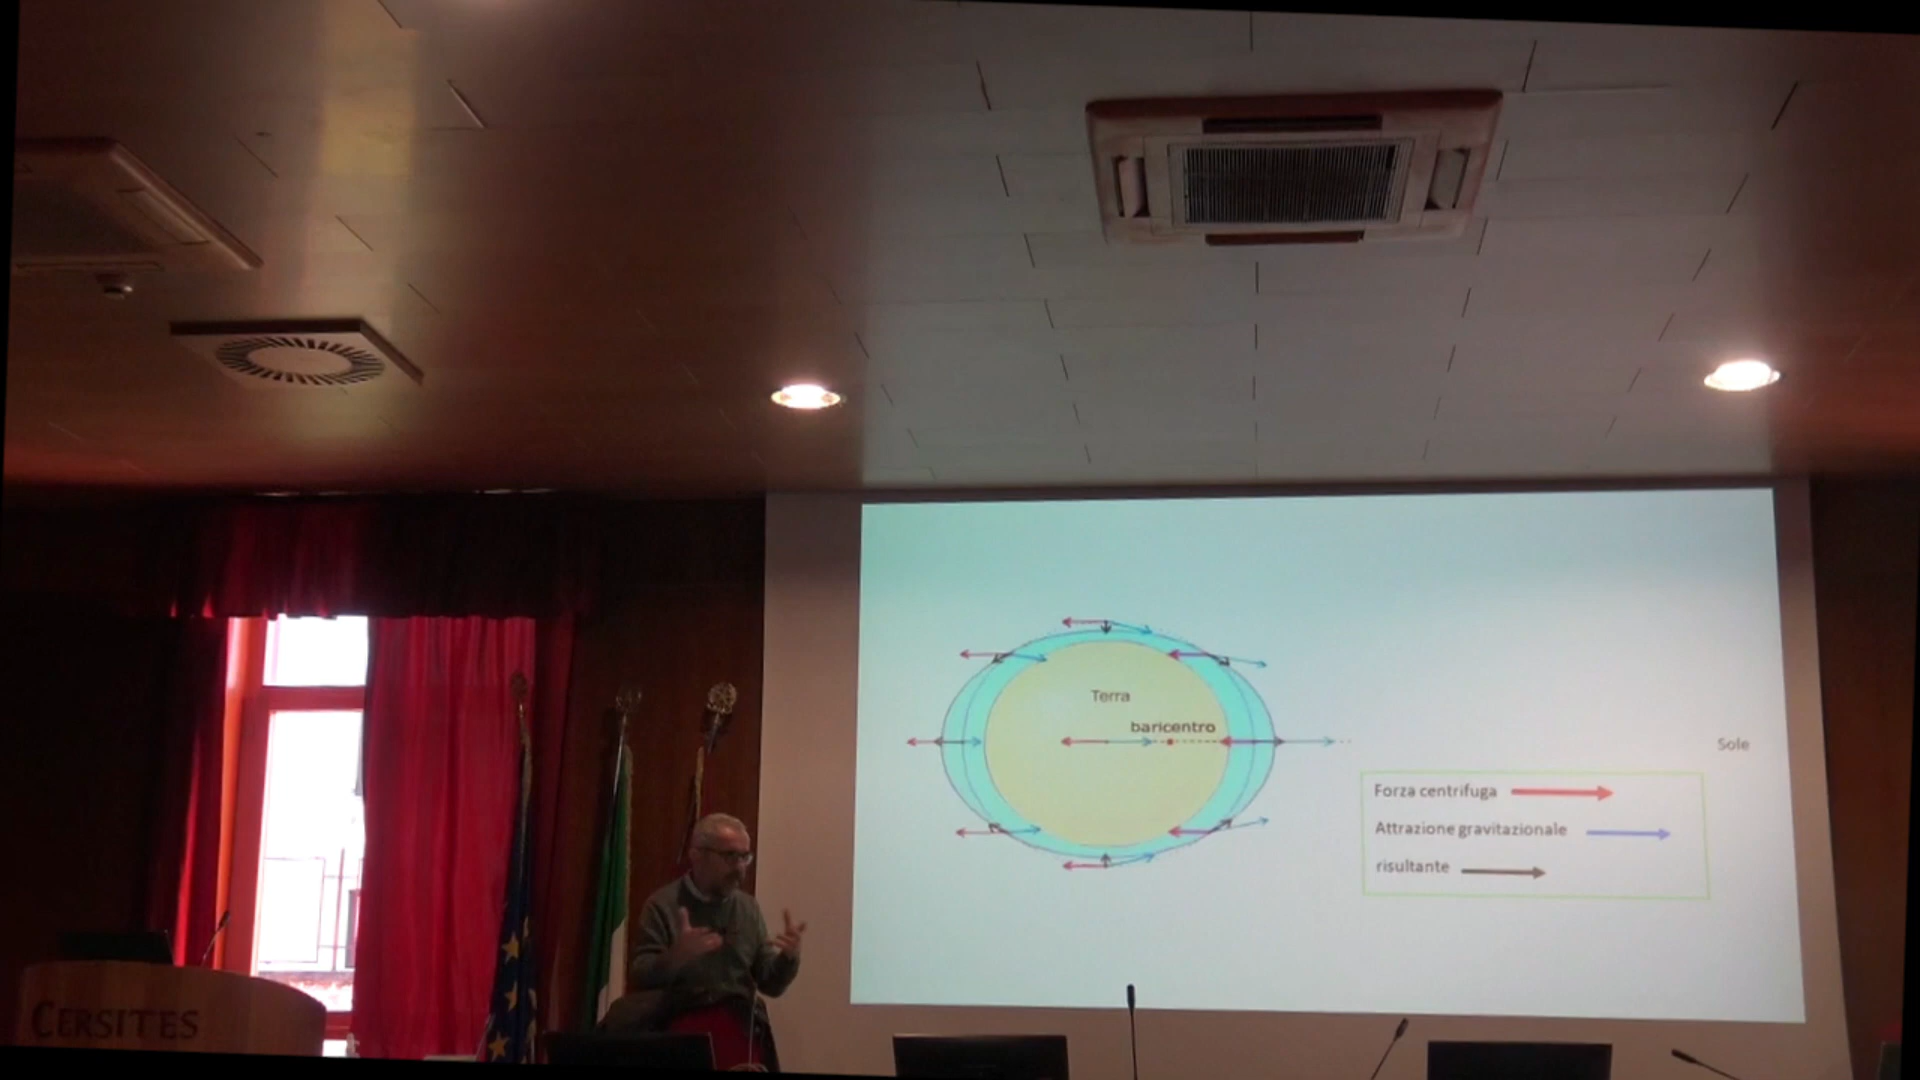 Terra
baricentro
Sole
Forza centrifuga
Attrazione gravitazionale
risultante
CERSITES